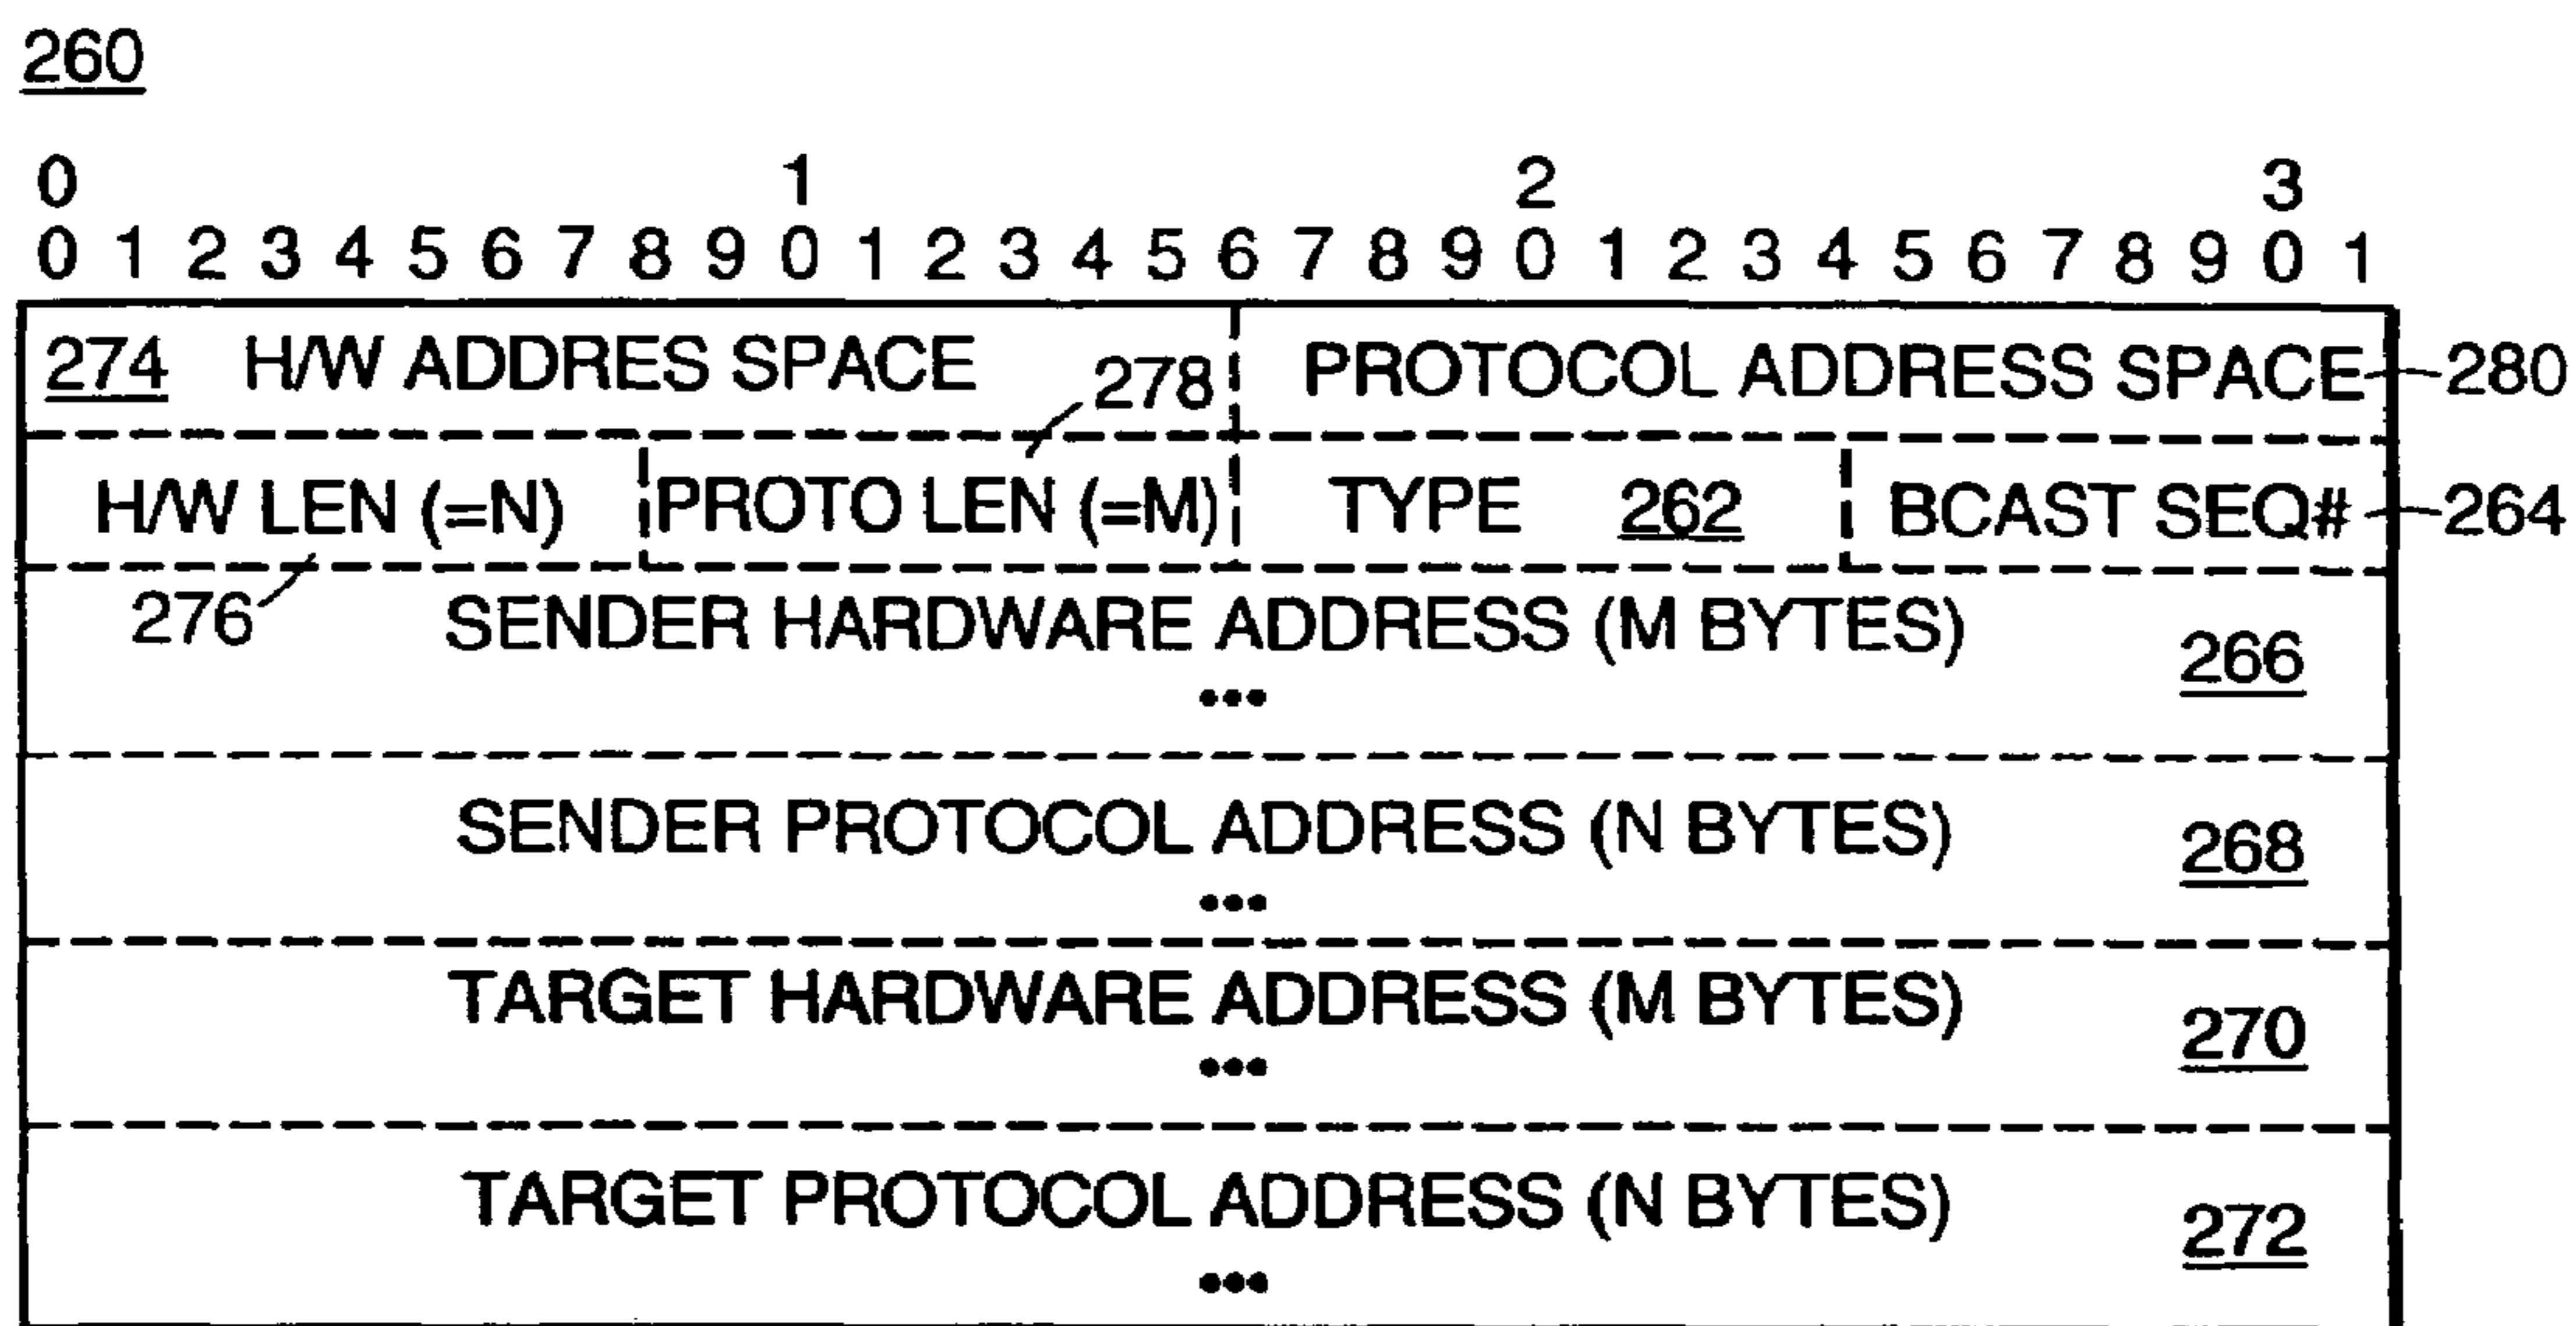 260
0 1 2 3
0 1 2 3 4 5 6 7 8 9 0 1 2 3 4 5 6 7 8 9 0 1 2 3 4 5 6 7 8 9 0 1
274 H/W ADDRES SPACE 278 PROTOCOL ADDRESS SPACE 280
H/W LEN (=N) PROTO LEN (=M) TYPE 262 BCAST SEQ# 264
276 SENDER HARDWARE ADDRESS (M BYTES) 266
•••
SENDER PROTOCOL ADDRESS (N BYTES) 268
•••
TARGET HARDWARE ADDRESS (M BYTES) 270
•••
TARGET PROTOCOL ADDRESS (N BYTES) 272
•••